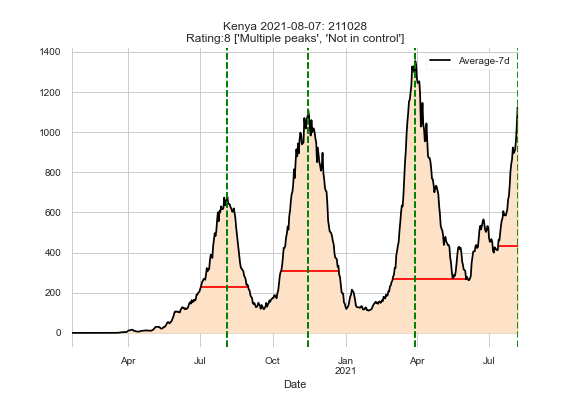 Kenya 2021-08-07: 211028
Rating:8 ['Multiple peaks', 'Not in control']
1400
Average-7d
1200
1000
800
600
400
200
0
Apr Jul Oct Jan Apr Jul
2021
Date